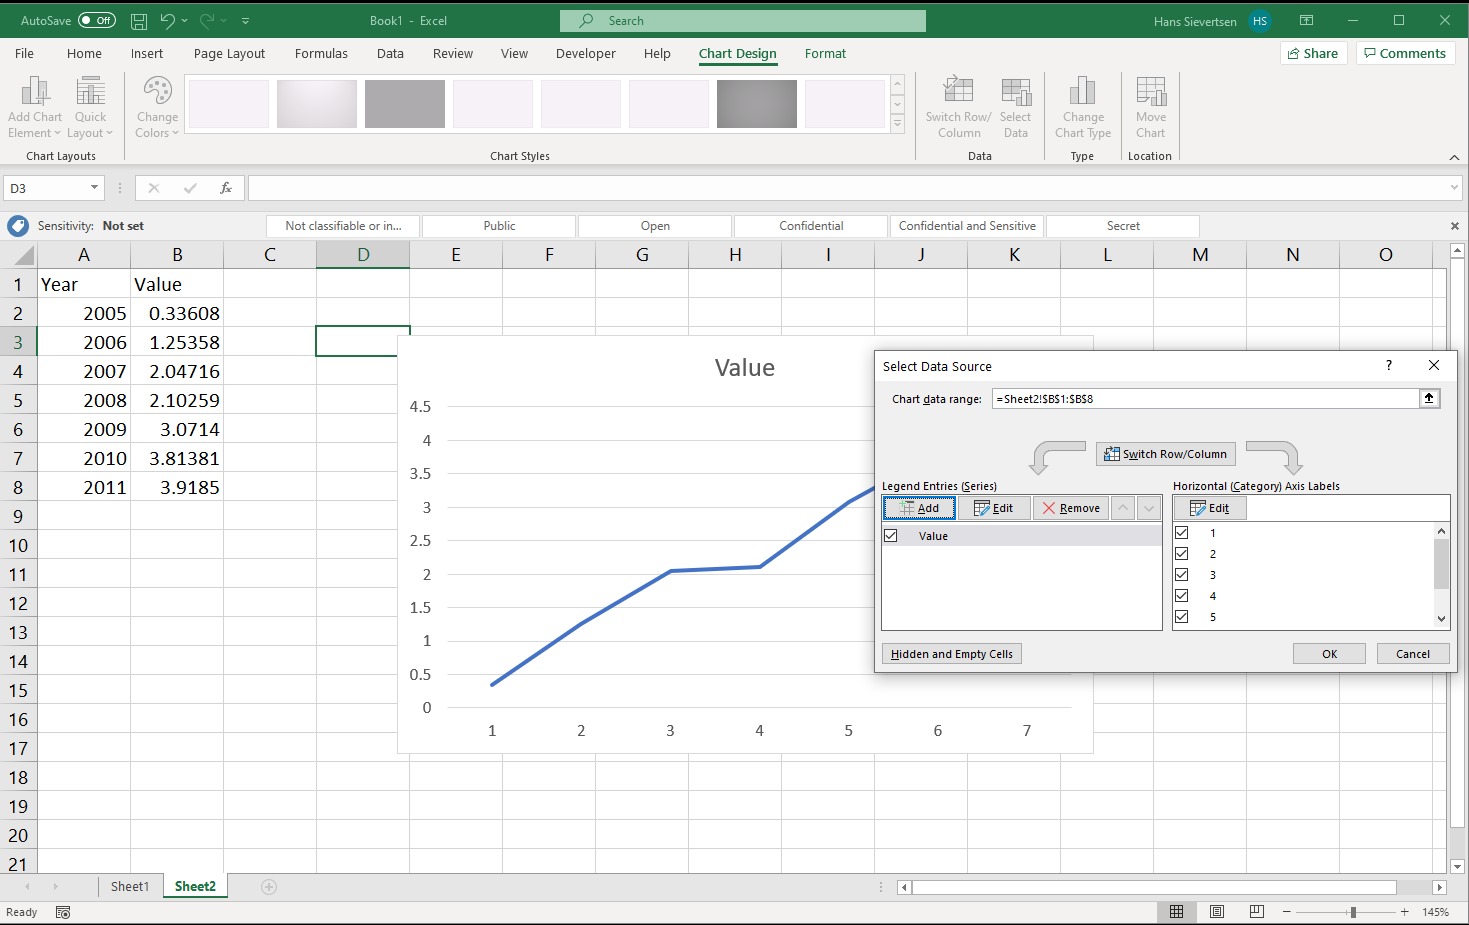 AutoSave Off Book1 - Excel Search Hans Sievertsen HS
File Home Insert Page Layout Formulas Data Review View Developer Help Chart Design Format Share Comments
Add Chart Element Quick Layout Change Colors Switch Row/ Column Select Data Change Chart Type Move Chart
Chart Layouts Chart Styles Data Type Location
D3 fx
Sensitivity: Not set Not classifiable or in... Public Open Confidential Confidential and Sensitive Secret
A B C D E F G H I J K L M N O
1 Year Value
2 2005 0.33608
3 2006 1.25358
4 2007 2.04716
5 2008 2.10259
6 2009 3.0714
7 2010 3.81381
8 2011 3.9185
9
10
11
12
13
14
15
16
17
18
19
20
21
Value
4.5
4
3.5
3
2.5
2
1.5
1
0.5
0
1 2 3 4 5 6 7
Select Data Source ?
Chart data range: =Sheet2!$B$1:$B$8
Switch Row/Column
Legend Entries (Series) Horizontal (Category) Axis Labels
Add Edit Remove Edit
Value
1
2
3
4
5
Hidden and Empty Cells OK Cancel
Sheet1 Sheet2
Ready 145%